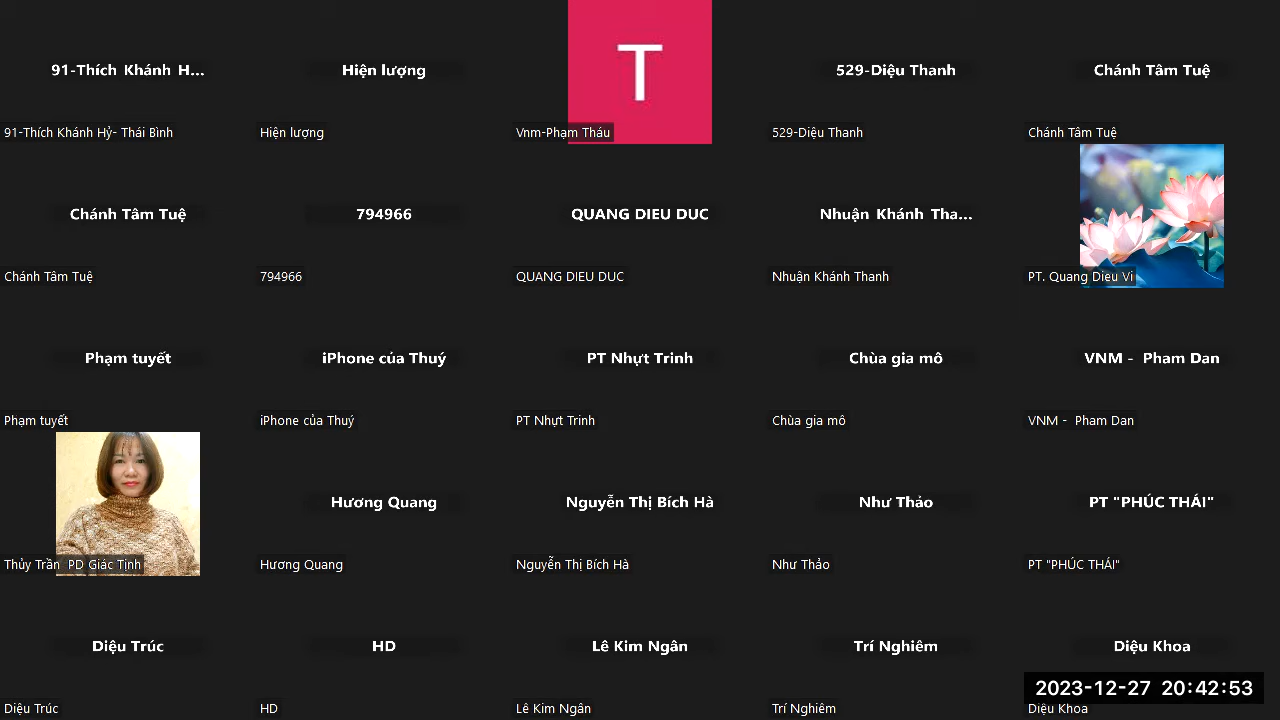 91-Thích Khánh H...
Hiện lượng
T
529-Diệu Thanh
Chánh Tâm Tuệ
91-Thích Khánh Hỷ- Thái Bình
Hiện lượng
Vnm-Phạm Tháu
529-Diệu Thanh
Chánh Tâm Tuệ
Chánh Tâm Tuệ
794966
QUANG DIEU DUC
Nhuận Khánh Tha...
Chánh Tâm Tuệ
794966
QUANG DIEU DUC
Nhuận Khánh Thanh
PT. Quang Dieu Vi
Phạm tuyết
iPhone của Thuý
PT Nhựt Trinh
Chùa gia mô
VNM - Pham Dan
Phạm tuyết
iPhone của Thuý
PT Nhựt Trinh
Chùa gia mô
VNM - Pham Dan
Hương Quang
Nguyễn Thị Bích Hà
Như Thảo
PT "PHÚC THÁI"
Thủy Trần PD Giác Tịnh
Hương Quang
Nguyễn Thị Bích Hà
Như Thảo
PT "PHÚC THÁI"
Diệu Trúc
HD
Lê Kim Ngân
Trí Nghiêm
Diệu Khoa
2023-12-27 20:42:53
Diệu Trúc
HD
Lê Kim Ngân
Trí Nghiêm
Diệu Khoa